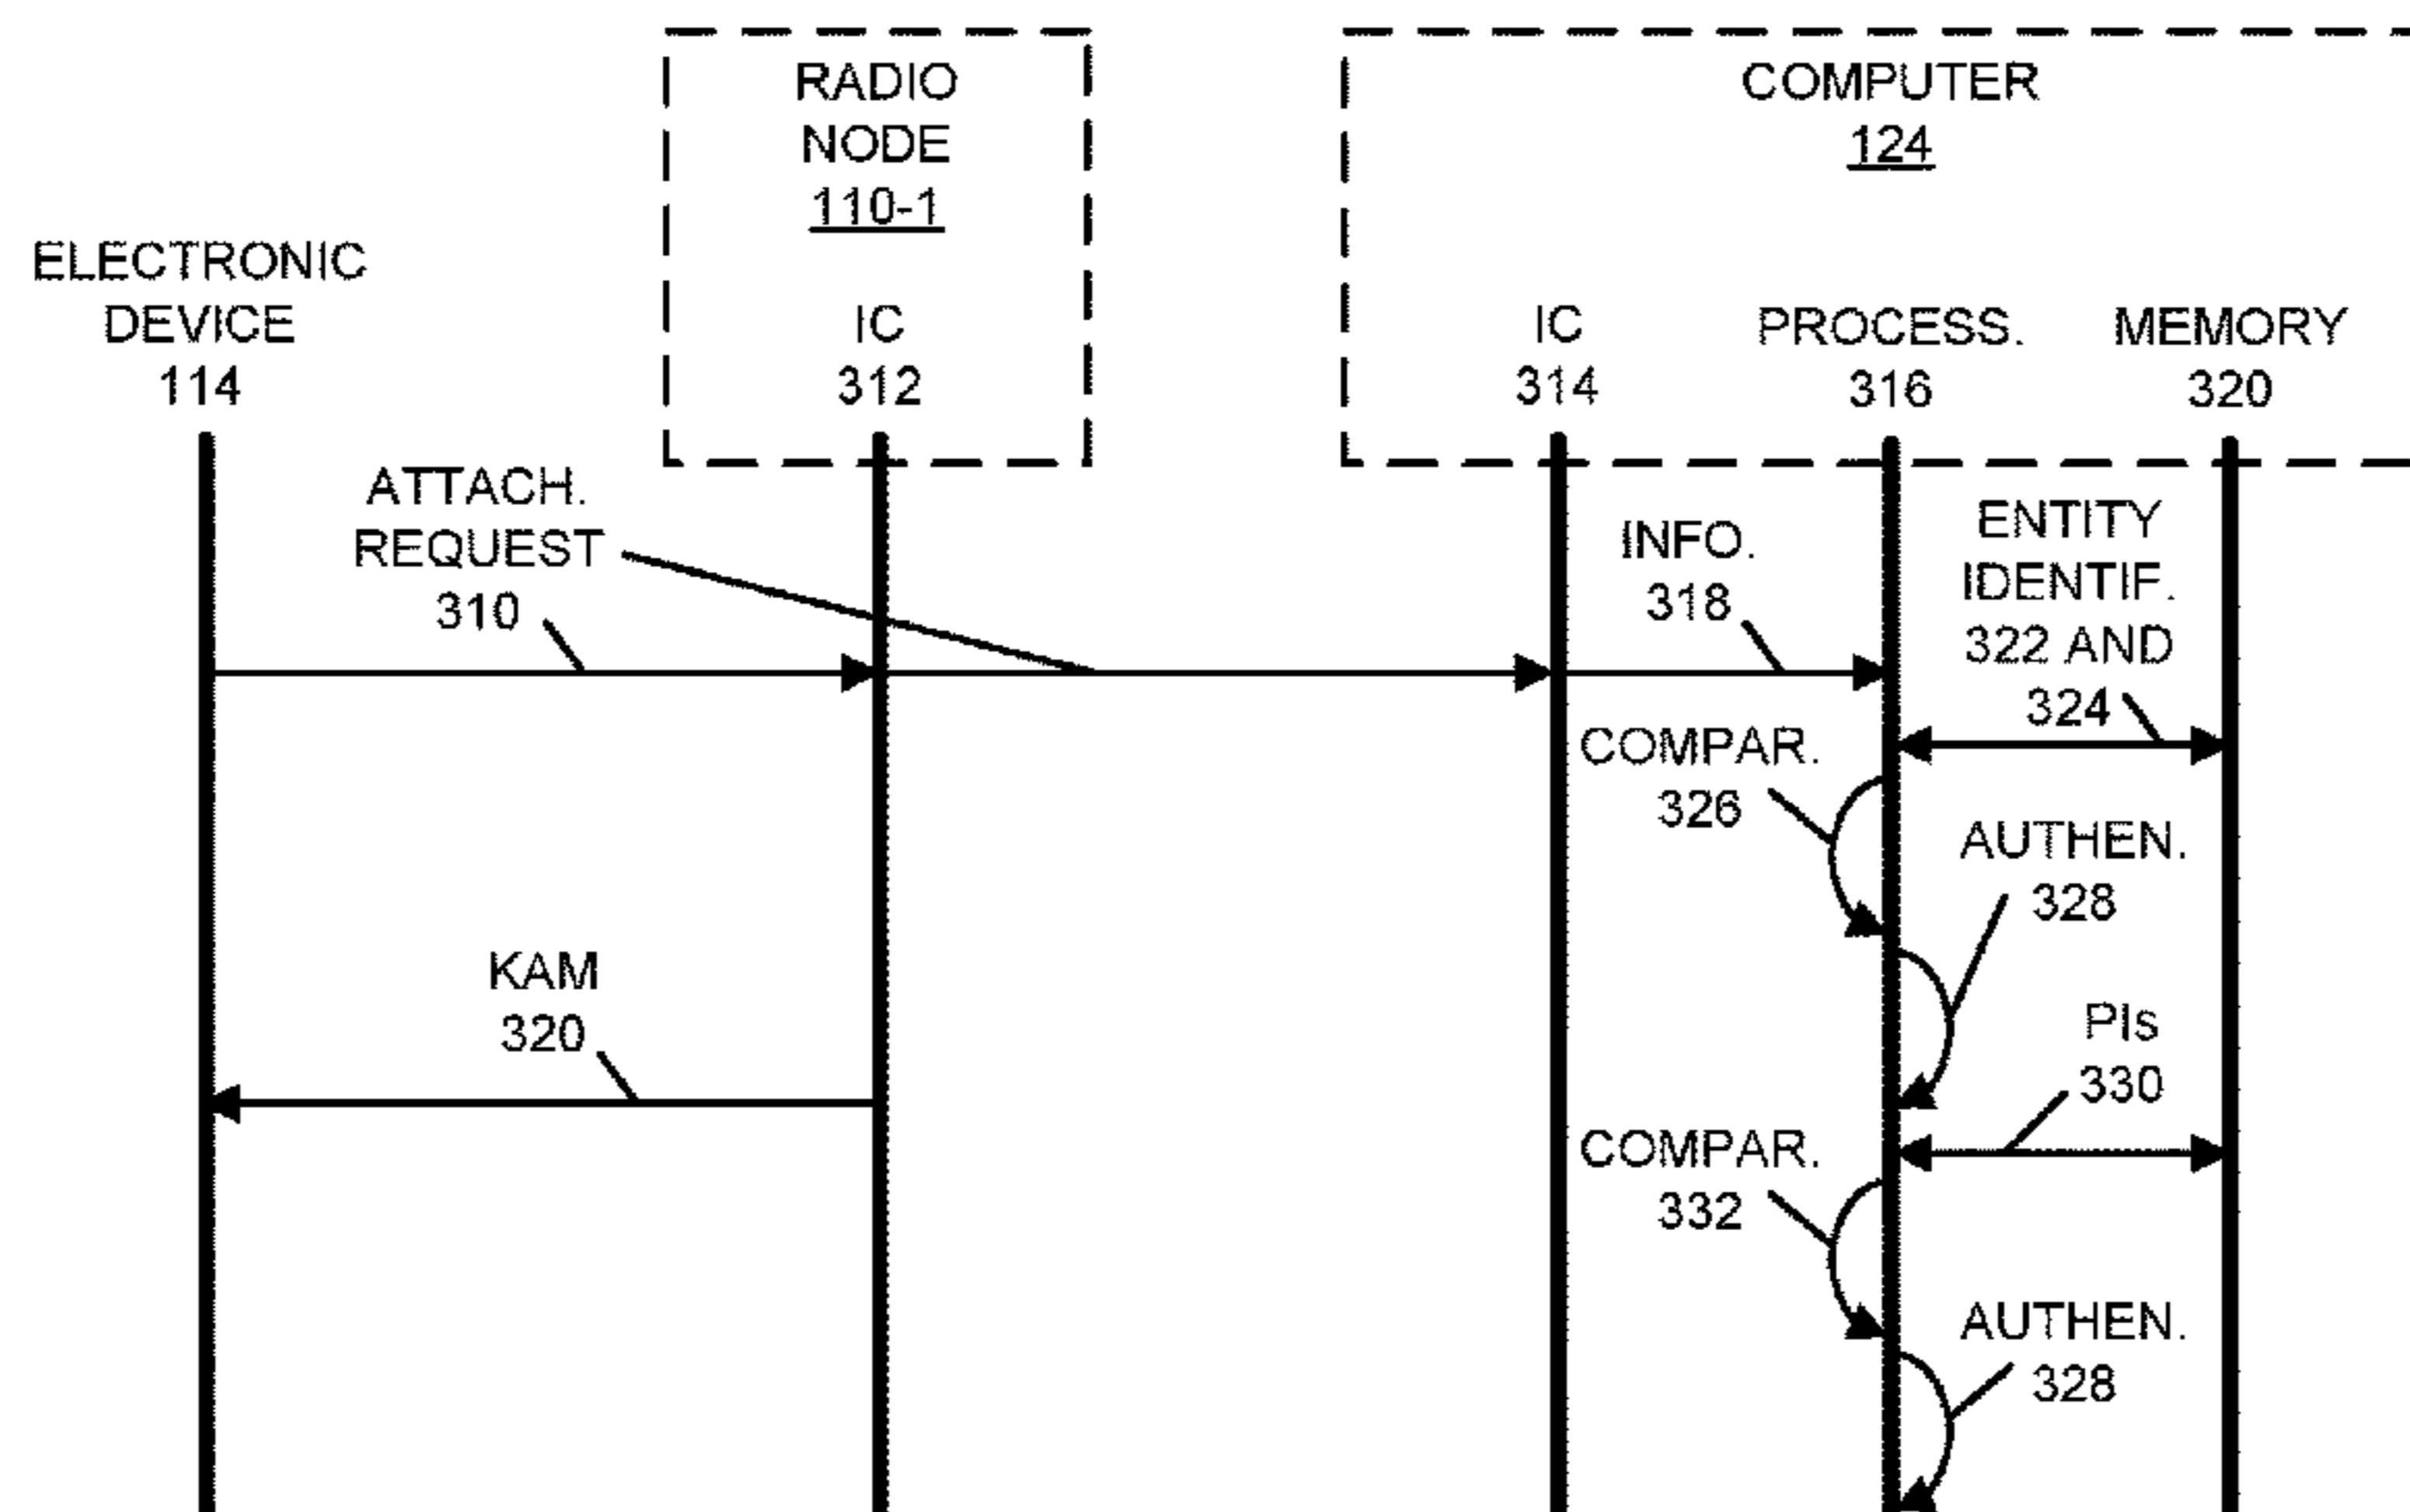 RADIO
NODE
110-1
COMPUTER
124
ELECTRONIC
DEVICE
114
IC
312
IC
314
PROCESS.
316
MEMORY
320
ATTACH.
REQUEST
310
INFO.
318
ENTITY
IDENTIF.
322 AND
324
COMPAR.
326
AUTHEN.
328
KAM
320
PIs
330
COMPAR.
332
AUTHEN.
328